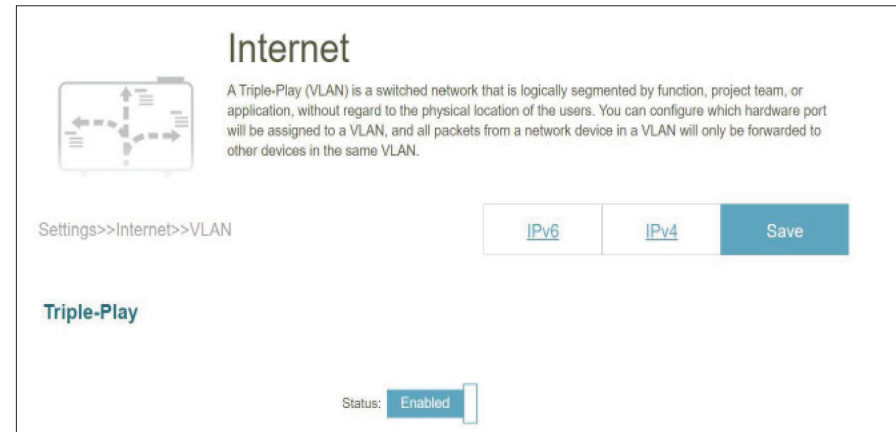 Internet
A Triple-Play (VLAN) is a switched network that is logically segmented by function, project team, or
application, without regard to the physical location of the users. You can configure which hardware port
will be assigned to a VLAN, and all packets from a network device in a VLAN will only be forwarded to
other devices in the same VLAN.
Settings>>Internet>>VLAN
IPv6
IPv4
Save
Triple-Play
Status: Enabled